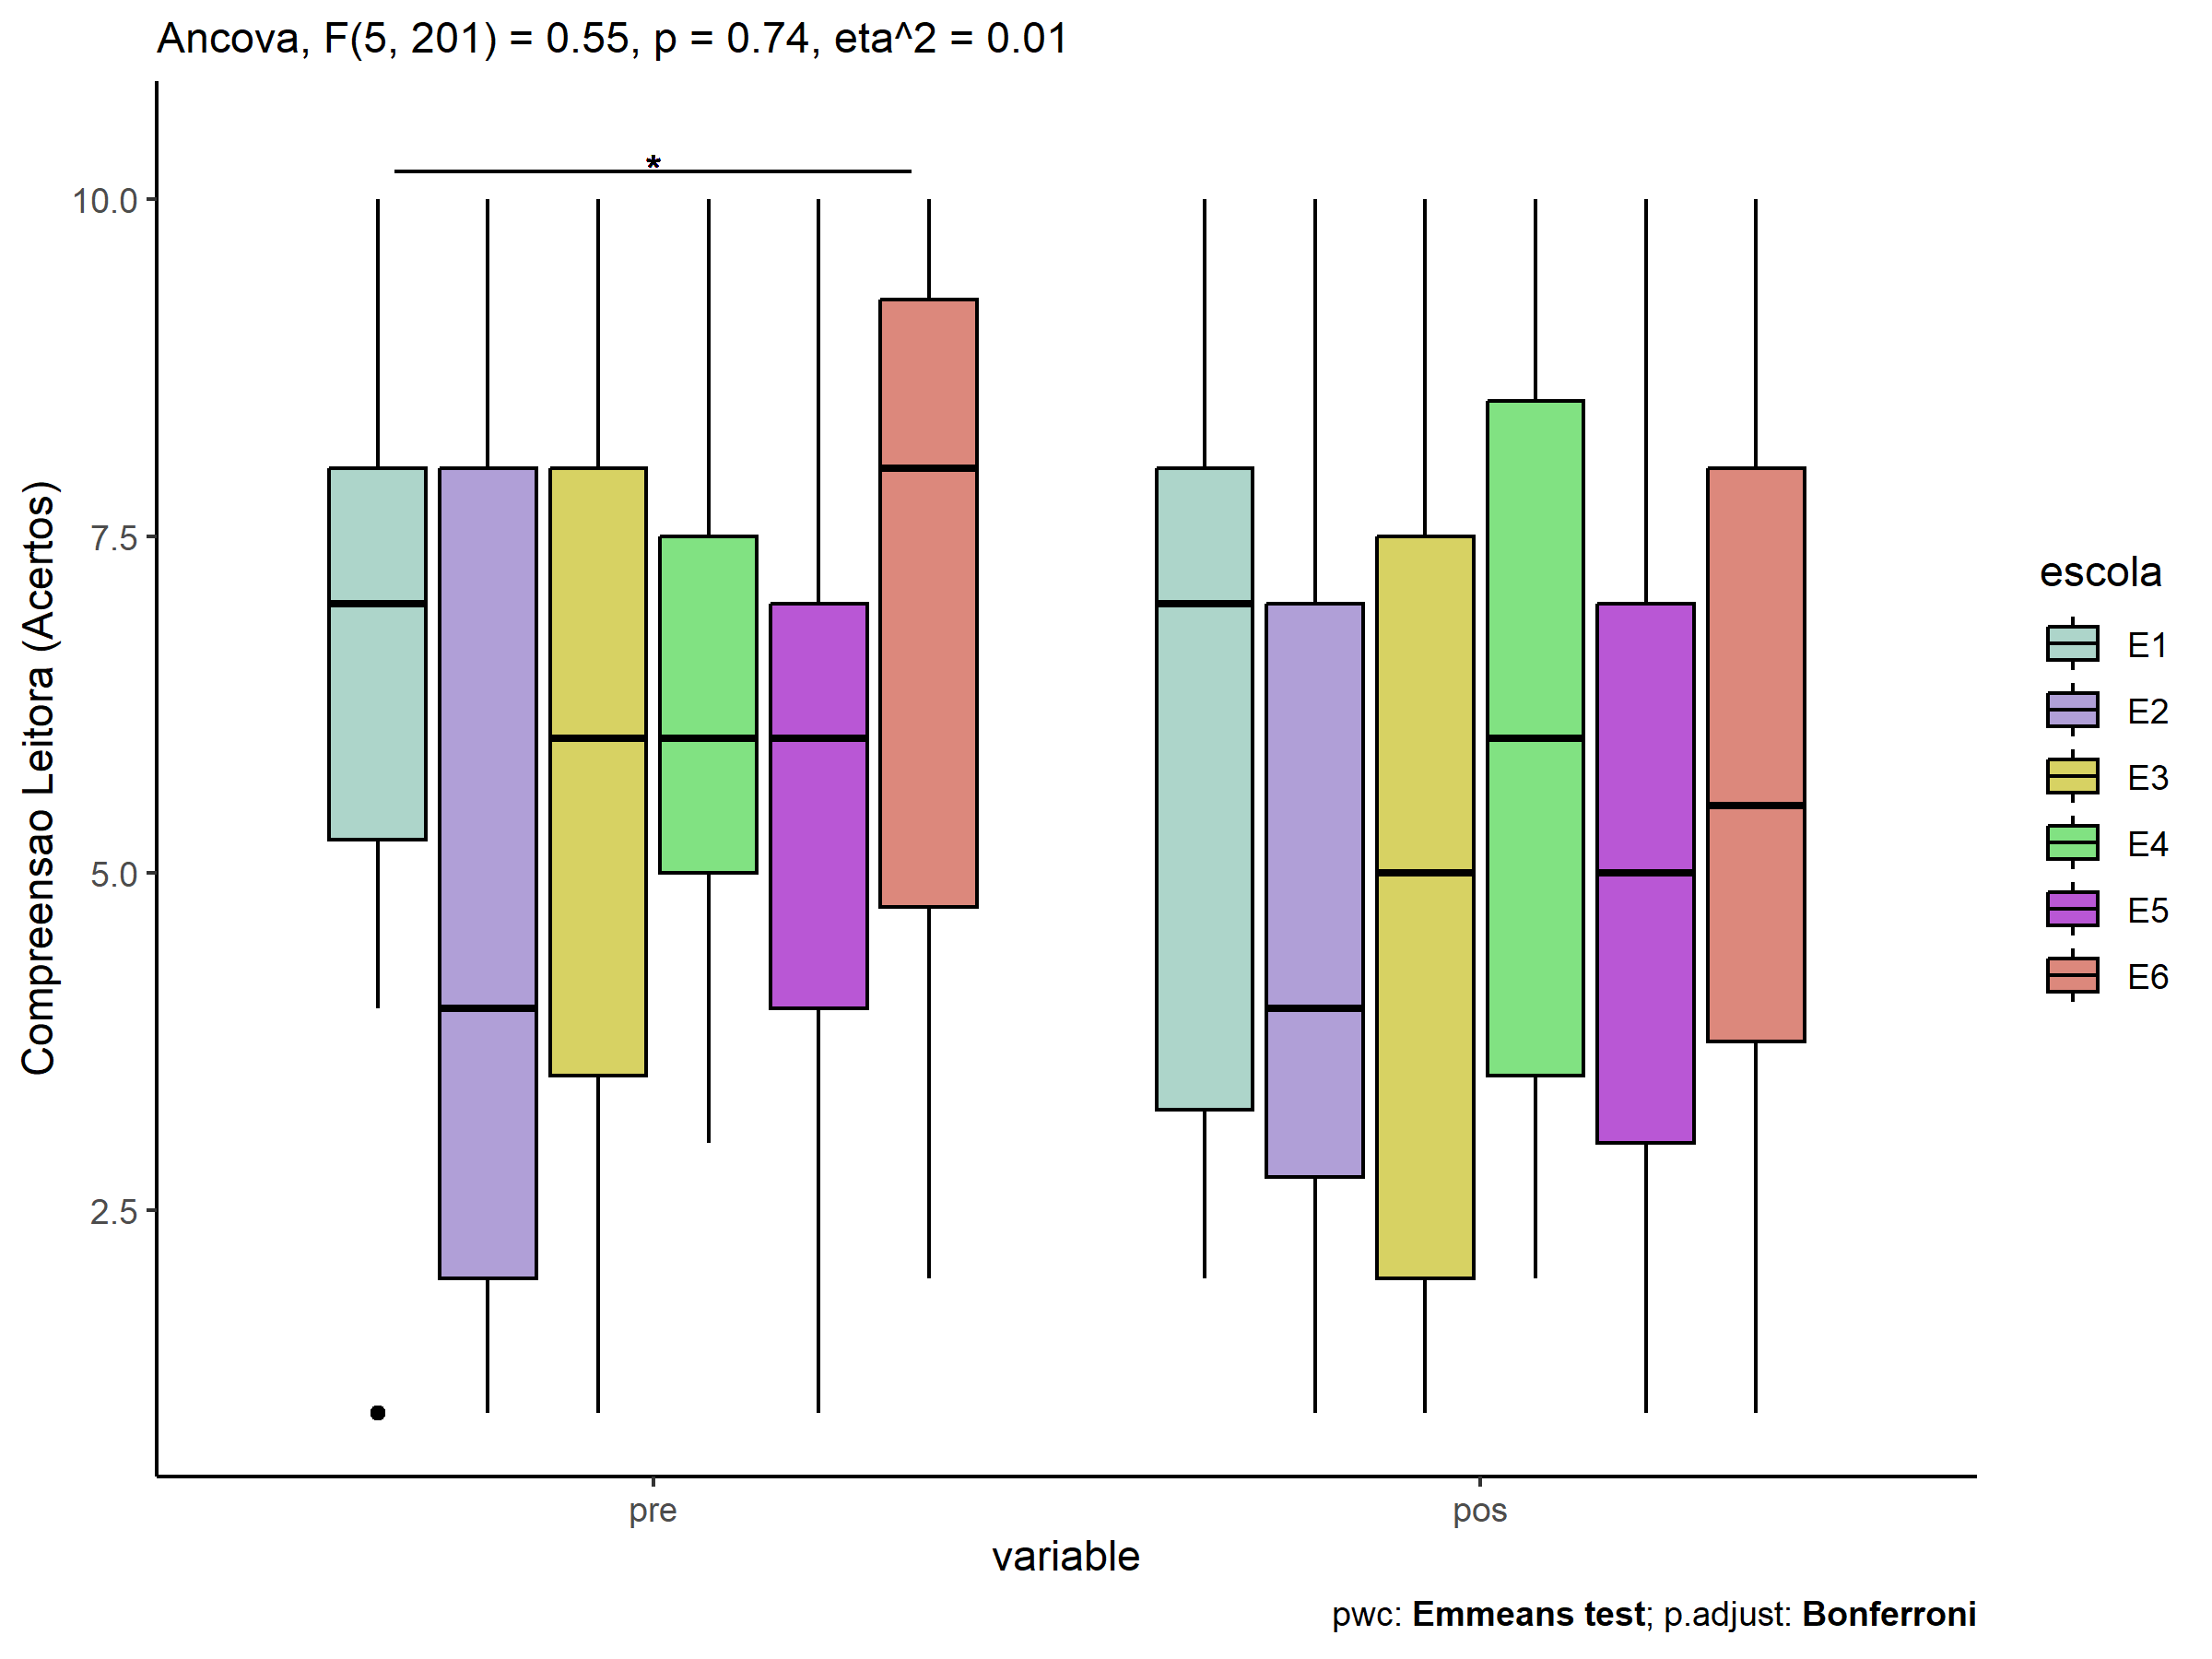 Ancova, F(5, 201) = 0.55, p = 0.74, eta^2 = 0.01
*
10.0
7.5
5.0
2.5
Compreensao Leitora (Acertos)
pre
pos
variable
escola
E1
E2
E3
E4
E5
E6
pwc: Emmeans test; p.adjust: Bonferroni